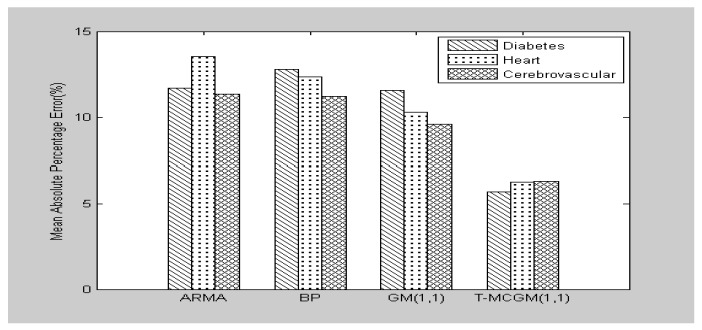 15
10
5
0
Mean Absolute Percentage Error(%)
Diabetes
Heart
Cerebrovascular
ARMA
BP
GM(1,1)
T-MCGM(1,1)